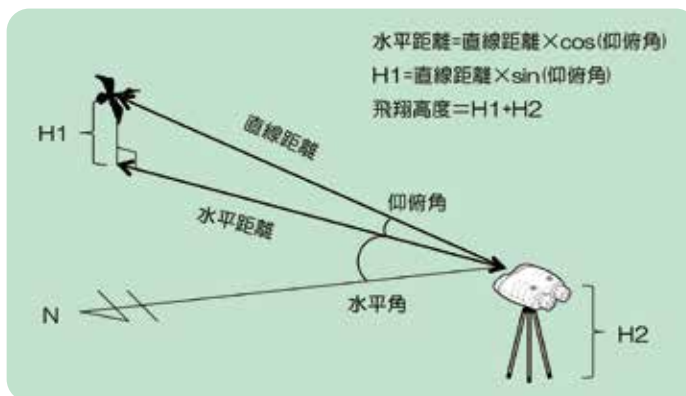 水平距離=直線距離×cos(仰俯角)
H1=直線距離×sin(仰俯角)
飛翔高度=H1+H2
H1
直線距離
仰俯角
水平距離
水平角
N
H2